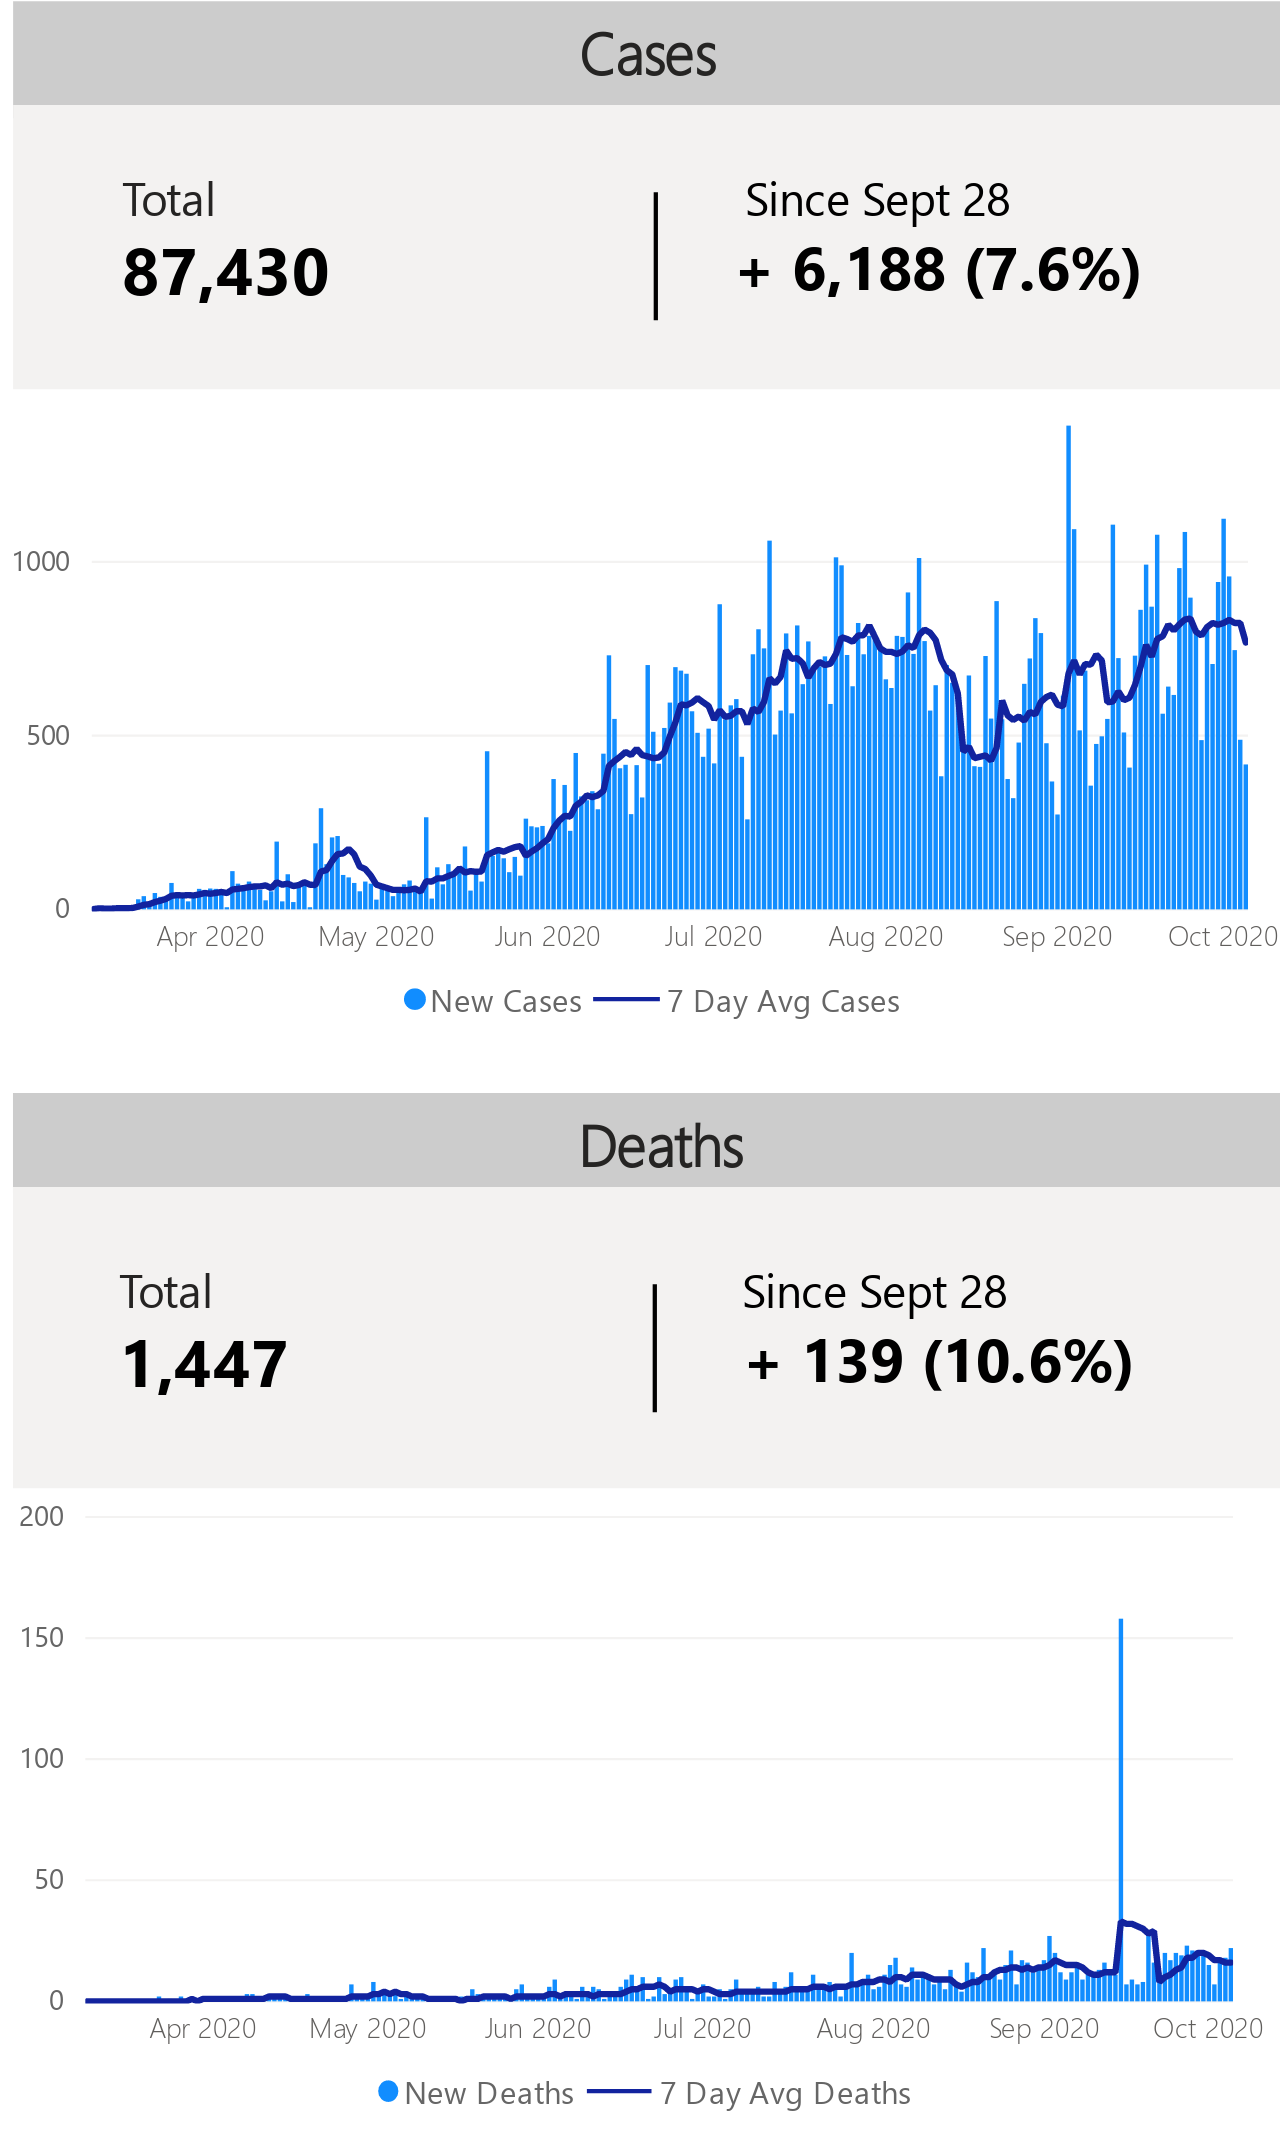 Cases
Total
Since Sept 28
87,430
+ 6,188 (7.6%)
1000
500
0
Apr 2020 May 2020 Jun 2020 Jul 2020 Aug 2020 Sep 2020 Oct 2020
New Cases 7 Day Avg Cases
Deaths
Total
Since Sept 28
1,447
+ 139 (10.6%)
200
150
100
50
0
Apr 2020 May 2020 Jun 2020 Jul 2020 Aug 2020 Sep 2020 Oct 2020
New Deaths 7 Day Avg Deaths